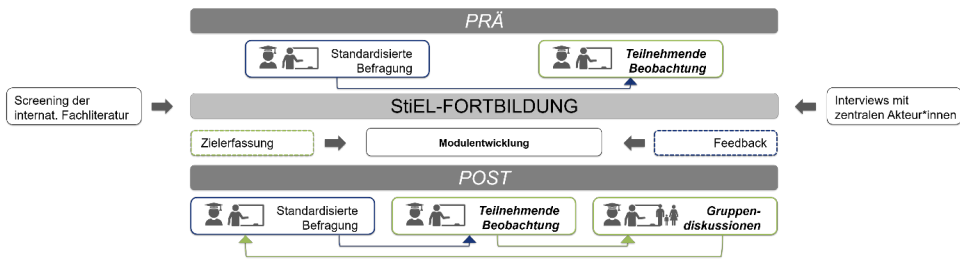 PRÄ
Standardisierte
Befragung
Teilnehmende
Beobachtung
Screening der
internat. Fachliteratur
StiEL-FORTBILDUNG
Interviews mit
zentralen Akteur*innen
Zielerfassung
Modulentwicklung
Feedback
POST
Standardisierte
Befragung
Teilnehmende
Beobachtung
Gruppen-
diskussionen